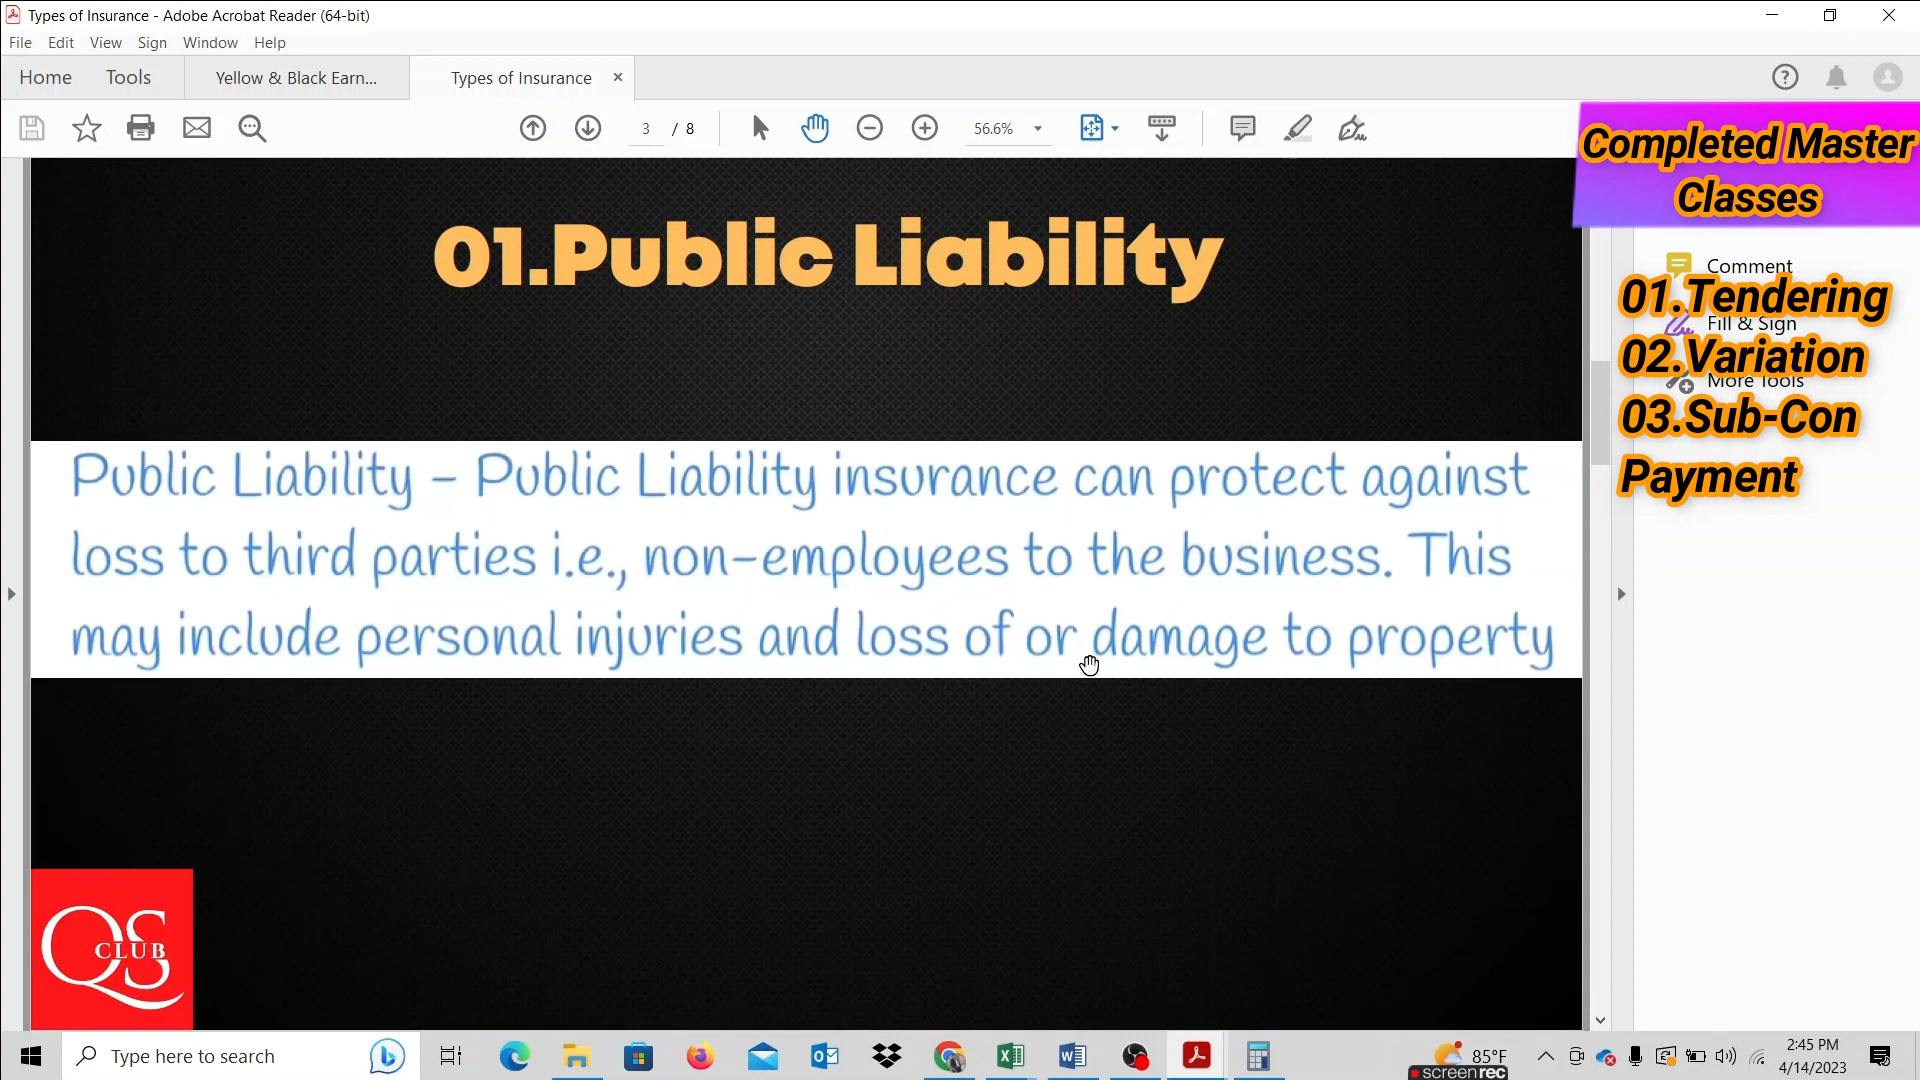 Types of Insurance - Adobe Acrobat Reader (64-bit)
File Edit View Sign Window Help
Home Tools Yellow & Black Earn... Types of Insurance
3 / 8 56.6%
Completed Master
Classes
01.Public Liability
Comment
01.Tendering
Fill & Sign
02.Variation
More Tools
03.Sub-Con
Payment
Public Liability – Public Liability insurance can protect against
loss to third parties i.e., non-employees to the business. This
may include personal injuries and loss of or damage to property
QS
CLUB
Type here to search
85°F
screenrec
2:45 PM
4/14/2023